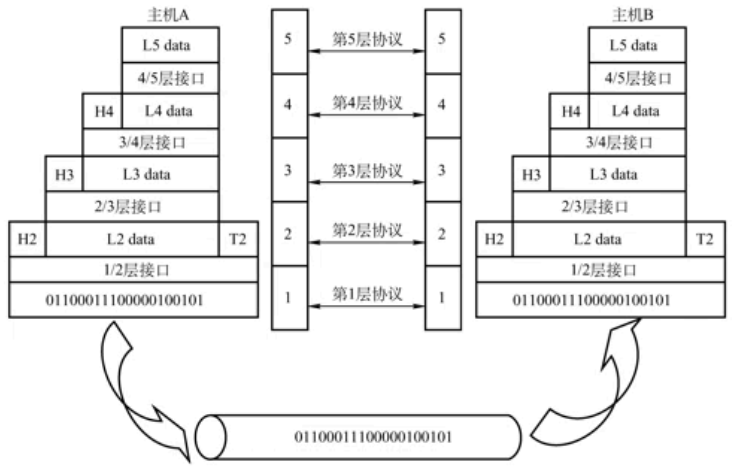 主机A
L5 data
4/5层接口
H4 L4 data
3/4层接口
H3 L3 data
2/3层接口
H2 L2 data T2
1/2层接口
01100011100000100101
5 第5层协议 5
4 第4层协议 4
3 第3层协议 3
2 第2层协议 2
1 第1层协议 1
主机B
L5 data
4/5层接口
H4 L4 data
3/4层接口
H3 L3 data
2/3层接口
H2 L2 data T2
1/2层接口
01100011100000100101
01100011100000100101